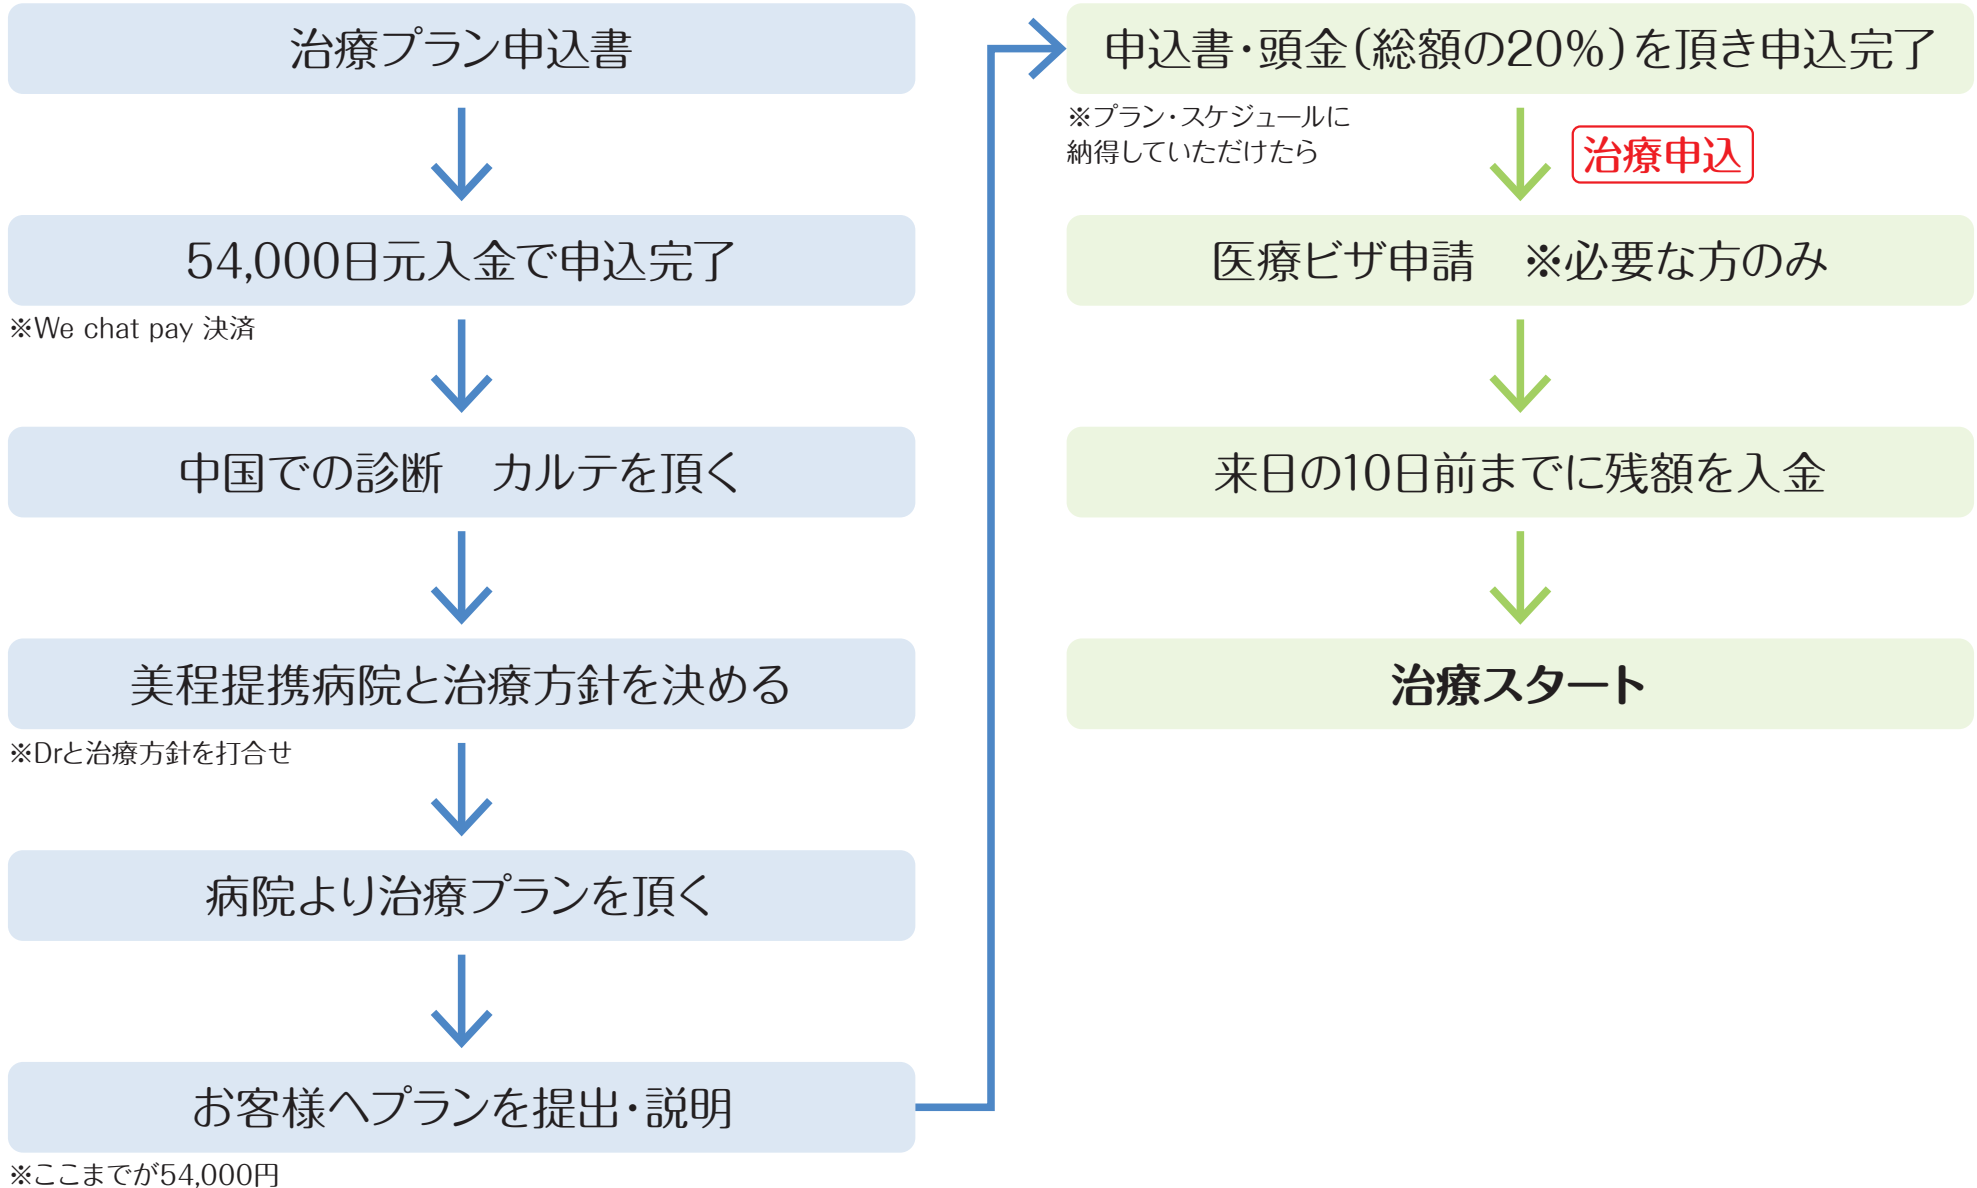 治療プラン申込書
54,000日元入金で申込完了
※We chat pay 決済
中国での診断　カルテを頂く
美程提携病院と治療方針を決める
※Drと治療方針を打合せ
病院より治療プランを頂く
お客様へプランを提出・説明
※ここまでが54,000円
申込書・頭金(総額の20%)を頂き申込完了
※プラン・スケジュールに
納得していただけたら
治療申込
医療ビザ申請　※必要な方のみ
来日の10日前までに残額を入金
治療スタート